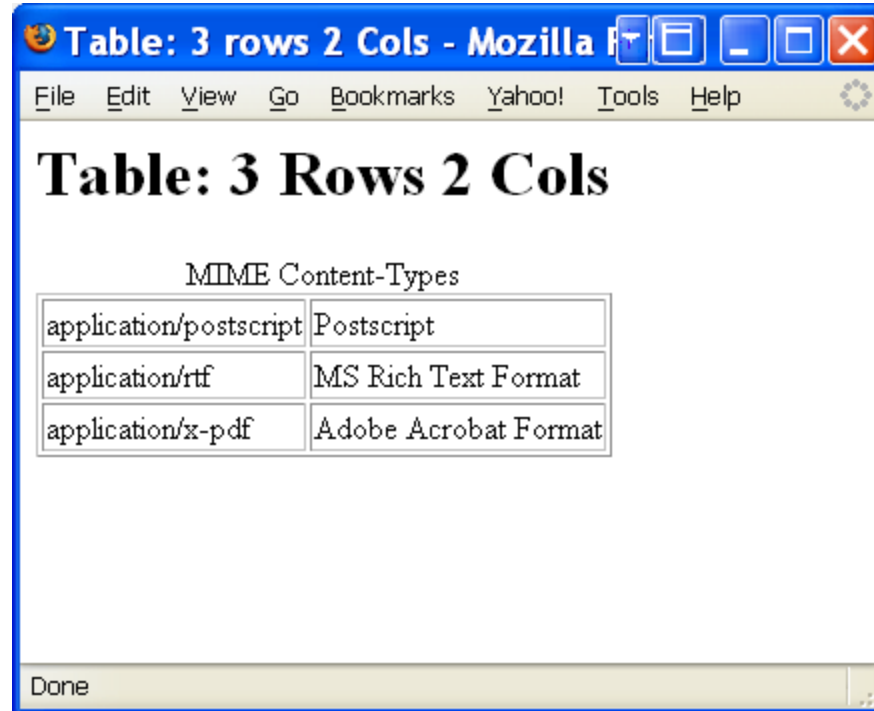 Table: 3 rows 2 Cols - Mozilla F
File Edit View Go Bookmarks Yahoo! Tools Help
Table: 3 Rows 2 Cols
MIME Content-Types
application/postscript Postscript
application/rtf MS Rich Text Format
application/x-pdf Adobe Acrobat Format
Done